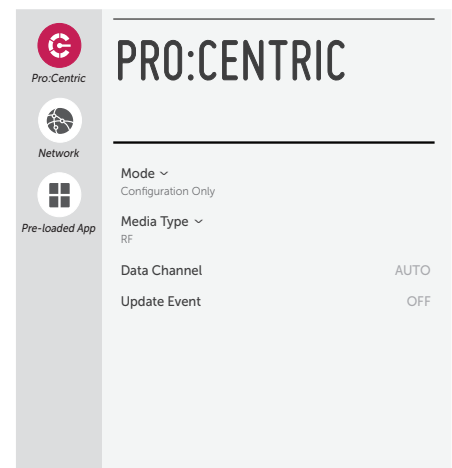 PRO:CENTRIC
Pro:Centric
Network
Pre-loaded App
Mode
Configuration Only
Media Type
RF
Data Channel AUTO
Update Event OFF